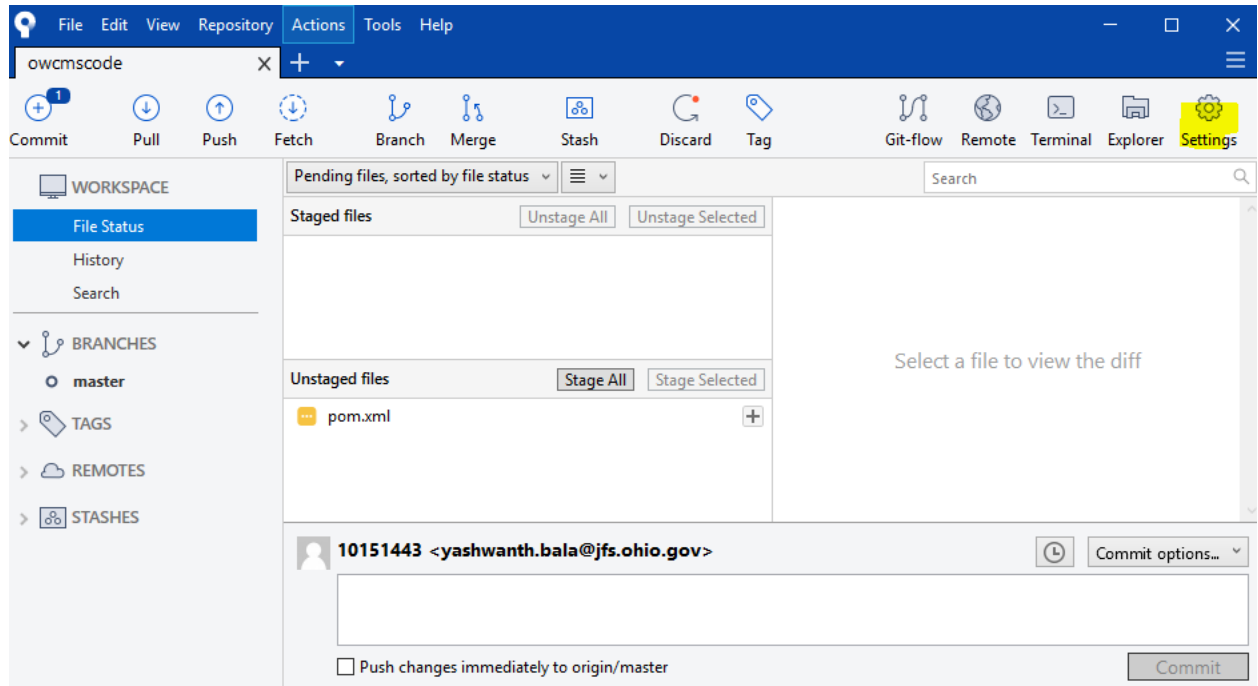 File Edit View Repository Actions Tools Help
owcmscode
1
Commit Pull Push Fetch Branch Merge Stash Discard Tag Git-flow Remote Terminal Explorer Settings
WORKSPACE
File Status
History
Search
BRANCHES
master
TAGS
REMOTES
STASHES
Pending files, sorted by file status
Search
Staged files Unstage All Unstage Selected
Unstaged files Stage All Stage Selected
pom.xml
Select a file to view the diff
10151443 <yashwanth.bala@jfs.ohio.gov>
Commit options...
Push changes immediately to origin/master
Commit